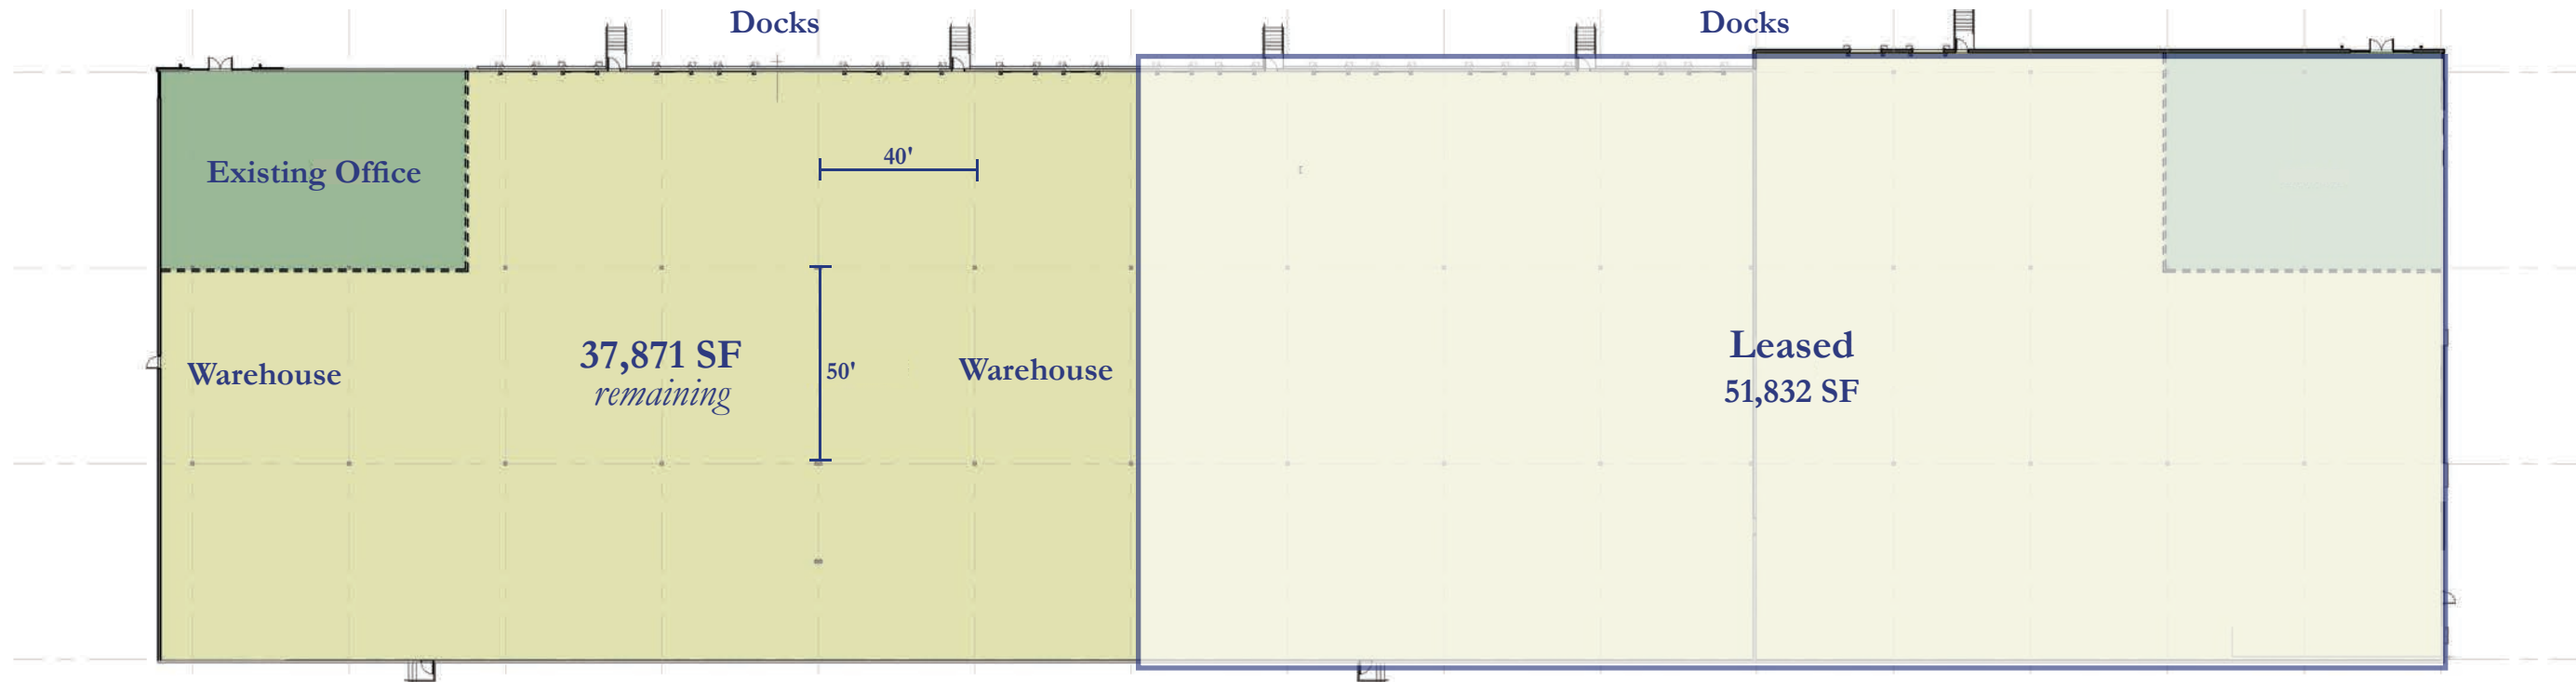 Docks
Docks
40'
Existing Office
Leased
37,871 SF
remaining
50'
Warehouse
Warehouse
51,832 SF